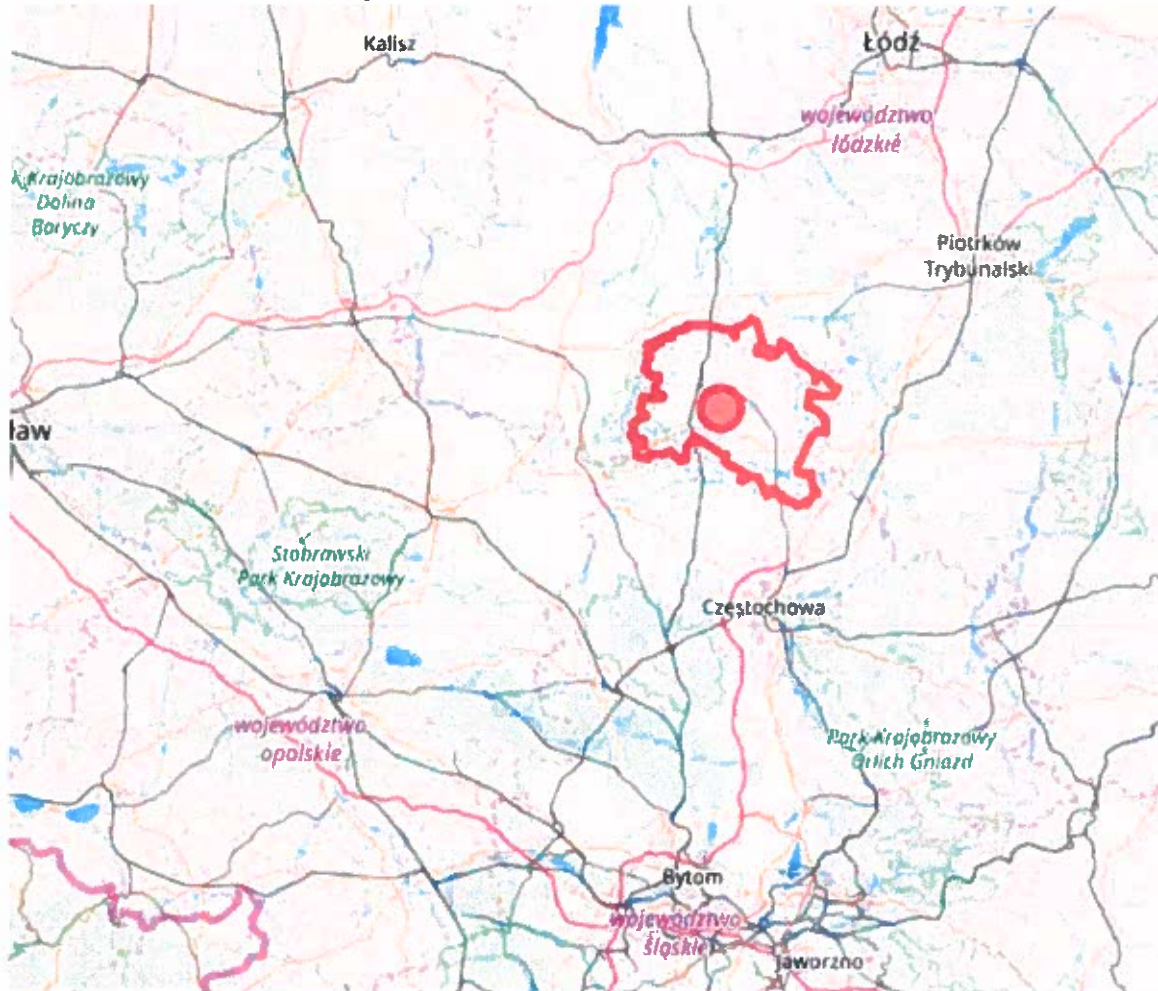 Kalisz
Łódź
województwo
łódzkie
Krajobrazowy
Dolina
Baryczy
Piotrków
Trybunalski
ław
Stobrawski
Park Krajobrazowy
Częstochowa
województwo
opolskie
Park Krajobrazowy
Orlich Gniazd
Bytom
województwo
śląskie
Jaworzno